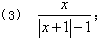 (3) x/(|x+1|-1);